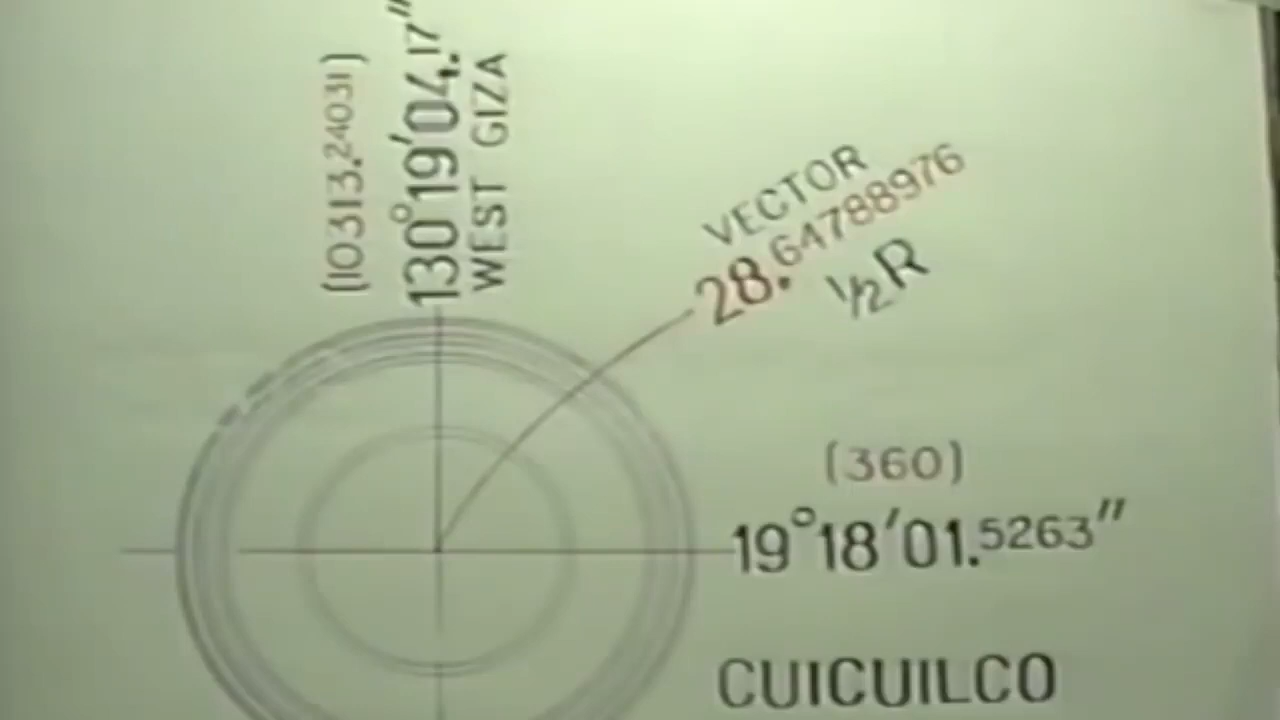 (10313.24031)
130°19'04.17"
WEST GIZA
VECTOR
28.64788976
½R
(360)
19°18'01.5263"
CUICUILCO